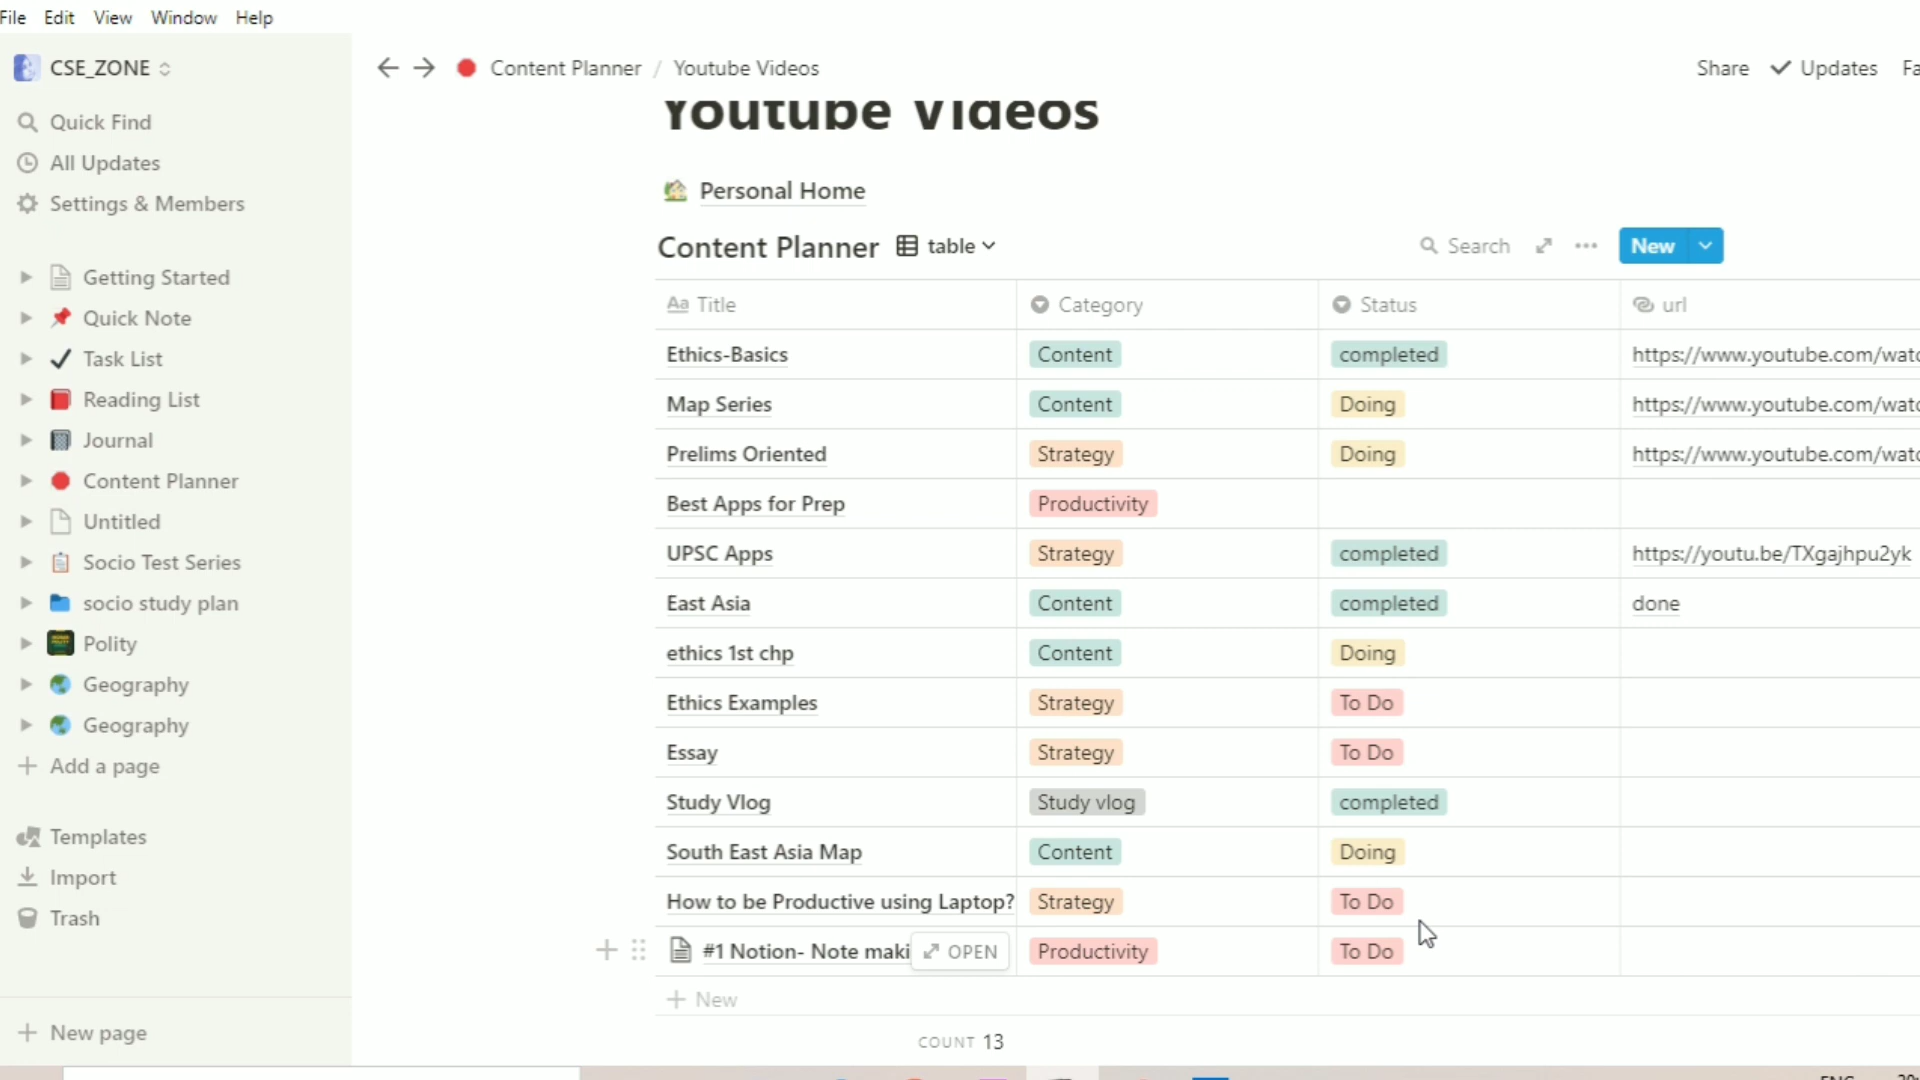 File Edit View Window Help
CSE_ZONE
Content Planner / Youtube Videos
Share Updates
Quick Find
All Updates
Settings & Members
Getting Started
Quick Note
Task List
Reading List
Journal
Content Planner
Untitled
Socio Test Series
socio study plan
Polity
Geography
Geography
Add a page
Templates
Import
Trash
New page
Youtube Videos
Personal Home
Content Planner table Search New
Aa Title Category Status url
Ethics-Basics Content completed https://www.youtube.com/watc
Map Series Content Doing https://www.youtube.com/watc
Prelims Oriented Strategy Doing https://www.youtube.com/watc
Best Apps for Prep Productivity
UPSC Apps Strategy completed https://youtu.be/TXgajhpu2yk
East Asia Content completed done
ethics 1st chp Content Doing
Ethics Examples Strategy To Do
Essay Strategy To Do
Study Vlog Study vlog completed
South East Asia Map Content Doing
How to be Productive using Laptop? Strategy To Do
#1 Notion- Note maki OPEN Productivity To Do
New
COUNT 13